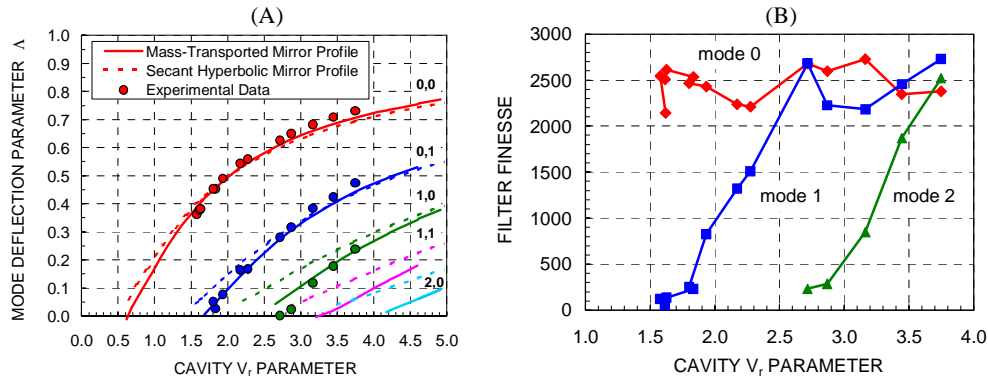 (A)
MODE DEFLECTION PARAMETER Λ
1.0
0.9
0.8
0.7
0.6
0.5
0.4
0.3
0.2
0.1
0.0
Mass-Transported Mirror Profile
Secant Hyperbolic Mirror Profile
Experimental Data
0,0
0,1
1,0
1,1
2,0
0.0 0.5 1.0 1.5 2.0 2.5 3.0 3.5 4.0 4.5 5.0
CAVITY Vr PARAMETER
(B)
FILTER FINESSE
3000
2500
2000
1500
1000
500
0
mode 0
mode 1
mode 2
1.0 1.5 2.0 2.5 3.0 3.5 4.0
CAVITY Vr PARAMETER